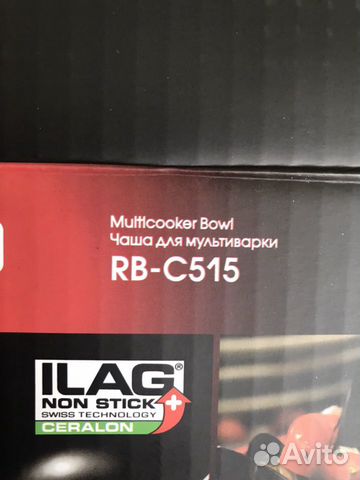 Multicooker Bowl
Чаша для мультиварки
RB-C515
ILAG®
NON STICK
SWISS TECHNOLOGY
CERALON
Avito